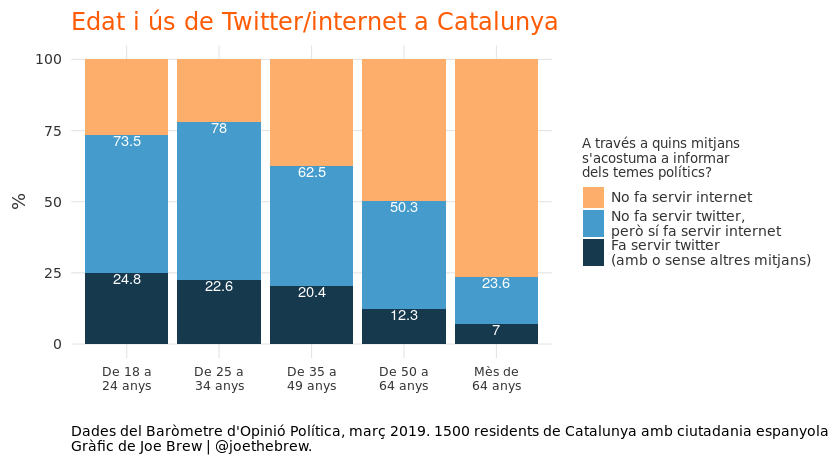 Edat i ús de Twitter/internet a Catalunya
100
75
50
25
0
%
73.5
78
62.5
50.3
23.6
24.8
22.6
20.4
12.3
7
De 18 a
24 anys
De 25 a
34 anys
De 35 a
49 anys
De 50 a
64 anys
Mès de
64 anys
A través a quins mitjans
s'acostuma a informar
dels temes polítics?
No fa servir internet
No fa servir twitter,
però sí fa servir internet
Fa servir twitter
(amb o sense altres mitjans)
Dades del Baròmetre d'Opinió Política, març 2019. 1500 residents de Catalunya amb ciutadania espanyola
Gràfic de Joe Brew | @joethebrew.